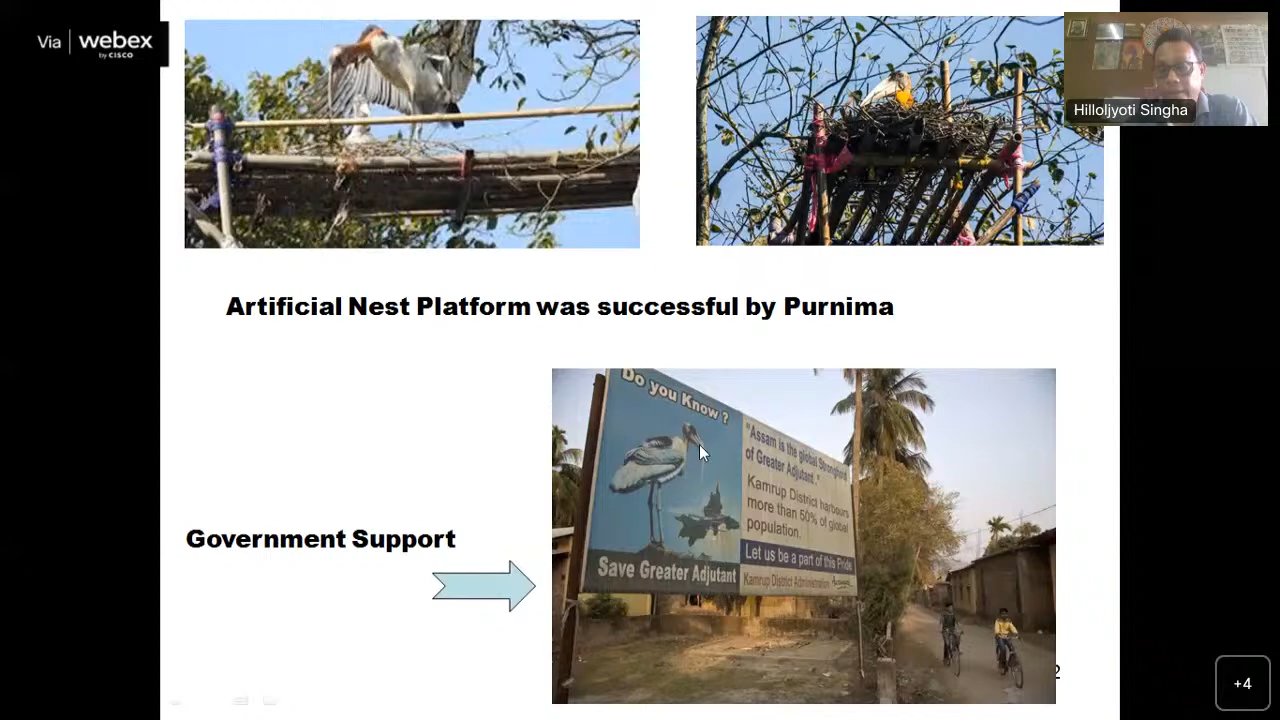 Via webex
by CISCO
Hilloljyoti Singha
Artificial Nest Platform was successful by Purnima
Government Support
Do you Know ?
Save Greater Adjutant
"Assam is the global Stronghold
of Greater Adjutant."
Kamrup District harbours
more than 50% of global
population.
Let us be a part of this Pride
Kamrup District Administration
2
+4